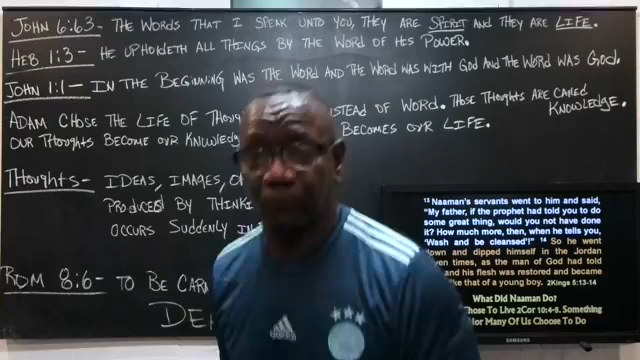 JOHN 6:63- THE WORDS THAT I SPEAK UNTO YOU, THEY ARE SPIRIT AND THEY ARE LIFE.
HEB 1:3- HE UPHOLDETH ALL THINGS BY THE WORD OF HIS POWER.
JOHN 1:1- IN THE BEGINNING WAS THE WORD AND THE WORD WAS WITH GOD AND THE WORD WAS GOD.
ADAM CHOSE THE LIFE OF INSTEAD OF WORD. THOSE THOUGHTS ARE CALLED KNOWLEDGE.
OUR THOUGHTS BECOME OUR BECOMES OUR LIFE.
THOUGHTS- IDEAS, IMAGES,
PRODUCED BY
OCCURS SUDDENLY
ROM 8:6- TO BE
13 Naaman's servants went to him and said,
"My father, if the prophet had told you to do
some great thing, would you not have done
it? How much more, then, when he tells you,
'Wash and be cleansed'!" 14 So he went
down and dipped himself in the Jordan
times, as the man of God had told
and his flesh was restored and became
like that of a young boy. 2Kings 5:13-14
What Did Naaman Do?
To Live 2Cor 10:4-5. Something
Many Of Us Choose To Do
SAMSUNG
adidas